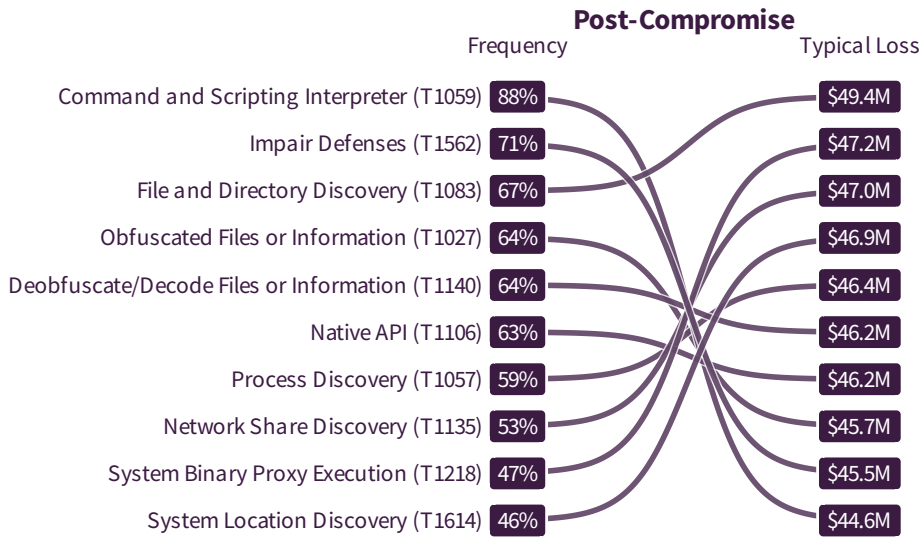 Post-Compromise
Frequency Typical Loss
Command and Scripting Interpreter (T1059) 88% $49.4M
Impair Defenses (T1562) 71% $47.2M
File and Directory Discovery (T1083) 67% $47.0M
Obfuscated Files or Information (T1027) 64% $46.9M
Deobfuscate/Decode Files or Information (T1140) 64% $46.4M
Native API (T1106) 63% $46.2M
Process Discovery (T1057) 59% $46.2M
Network Share Discovery (T1135) 53% $45.7M
System Binary Proxy Execution (T1218) 47% $45.5M
System Location Discovery (T1614) 46% $44.6M